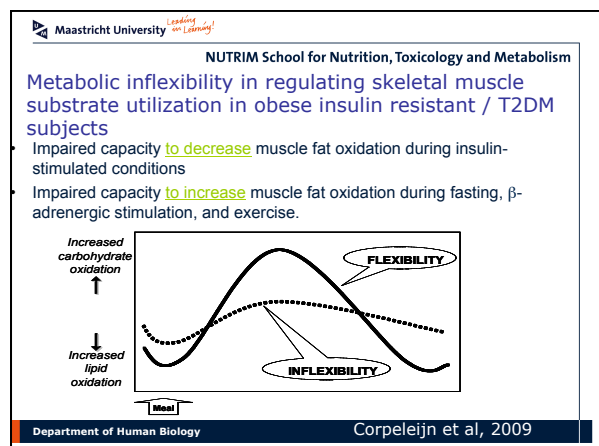 Maastricht University Leading in Learning!
NUTRIM School for Nutrition, Toxicology and Metabolism
Metabolic inflexibility in regulating skeletal muscle
substrate utilization in obese insulin resistant / T2DM
subjects
• Impaired capacity to decrease muscle fat oxidation during insulin-
stimulated conditions
• Impaired capacity to increase muscle fat oxidation during fasting, β-
adrenergic stimulation, and exercise.
Increased
carbohydrate
oxidation
FLEXIBILITY
Increased
lipid
oxidation
INFLEXIBILITY
Meal
Department of Human Biology
Corpeleijn et al, 2009